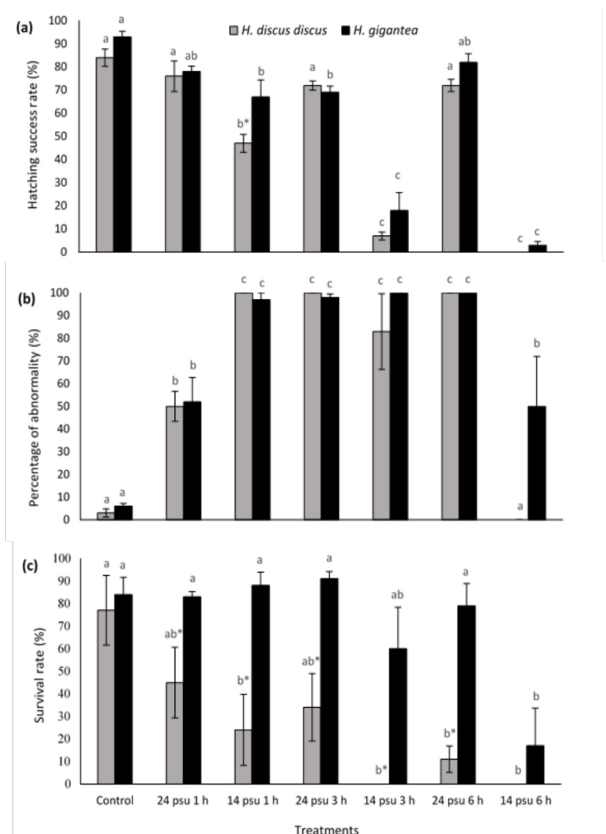 (a)
H. discus discus
H. gigantea
Hatching success rate (%)
100
90
80
70
60
50
40
30
20
10
0
a
a
a
ab
b*
b
a
b
c
c
a
ab
c
c
(b)
Percentage of abnormality (%)
100
90
80
70
60
50
40
30
20
10
0
a
a
b
b
c
c
c
c
c
c
c
c
a
b
(c)
Survival rate (%)
100
90
80
70
60
50
40
30
20
10
0
a
a
ab*
a
b*
a
ab*
a
b*
ab
b*
a
b
b
Control
24 psu 1 h
14 psu 1 h
24 psu 3 h
14 psu 3 h
24 psu 6 h
14 psu 6 h
Treatments